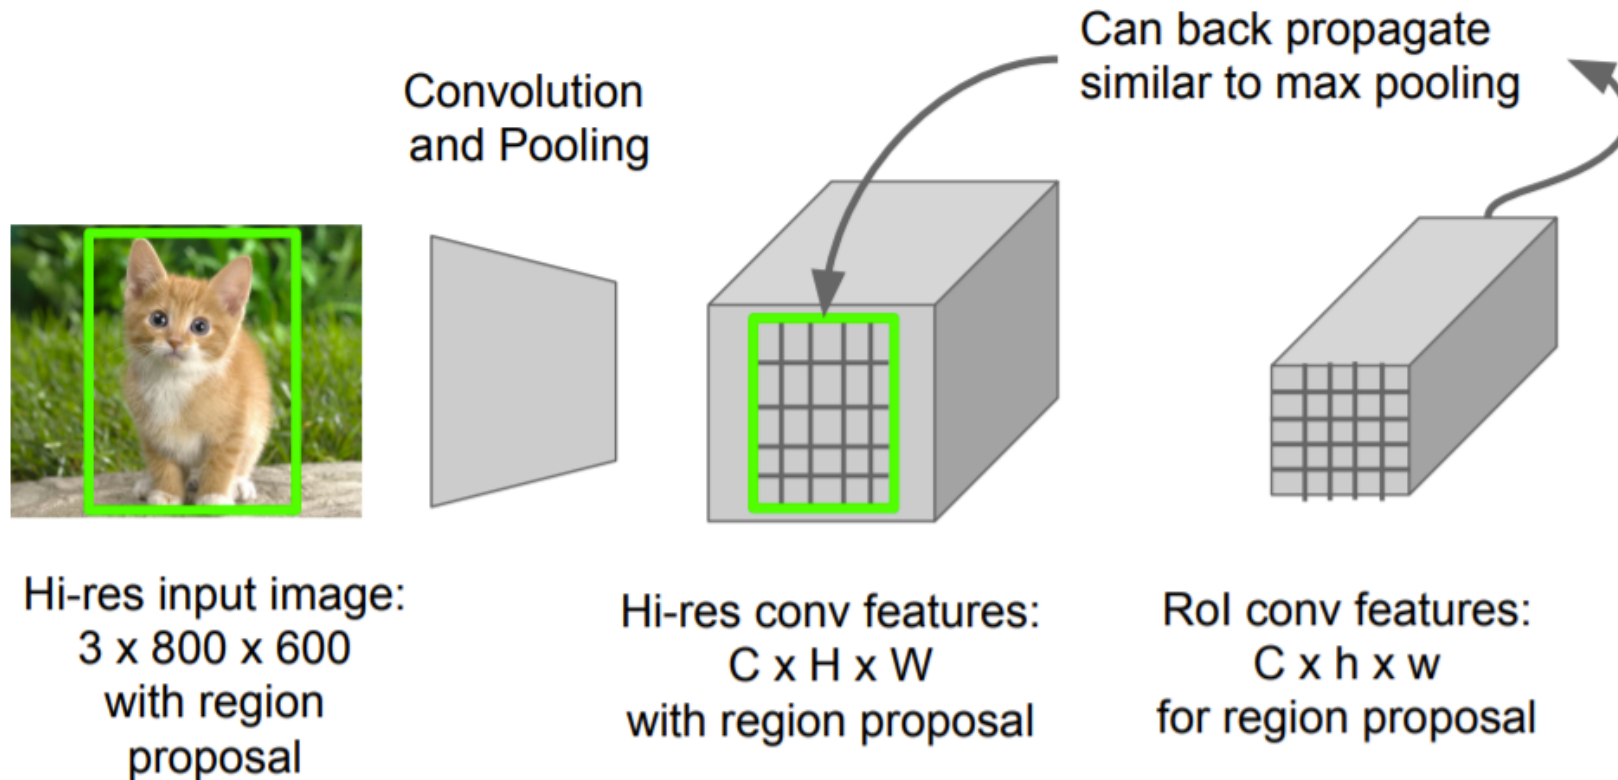 Can back propagate
similar to max pooling
Convolution
and Pooling
Hi-res input image:
3 x 800 x 600
with region
proposal
Hi-res conv features:
C x H x W
with region proposal
RoI conv features:
C x h x w
for region proposal